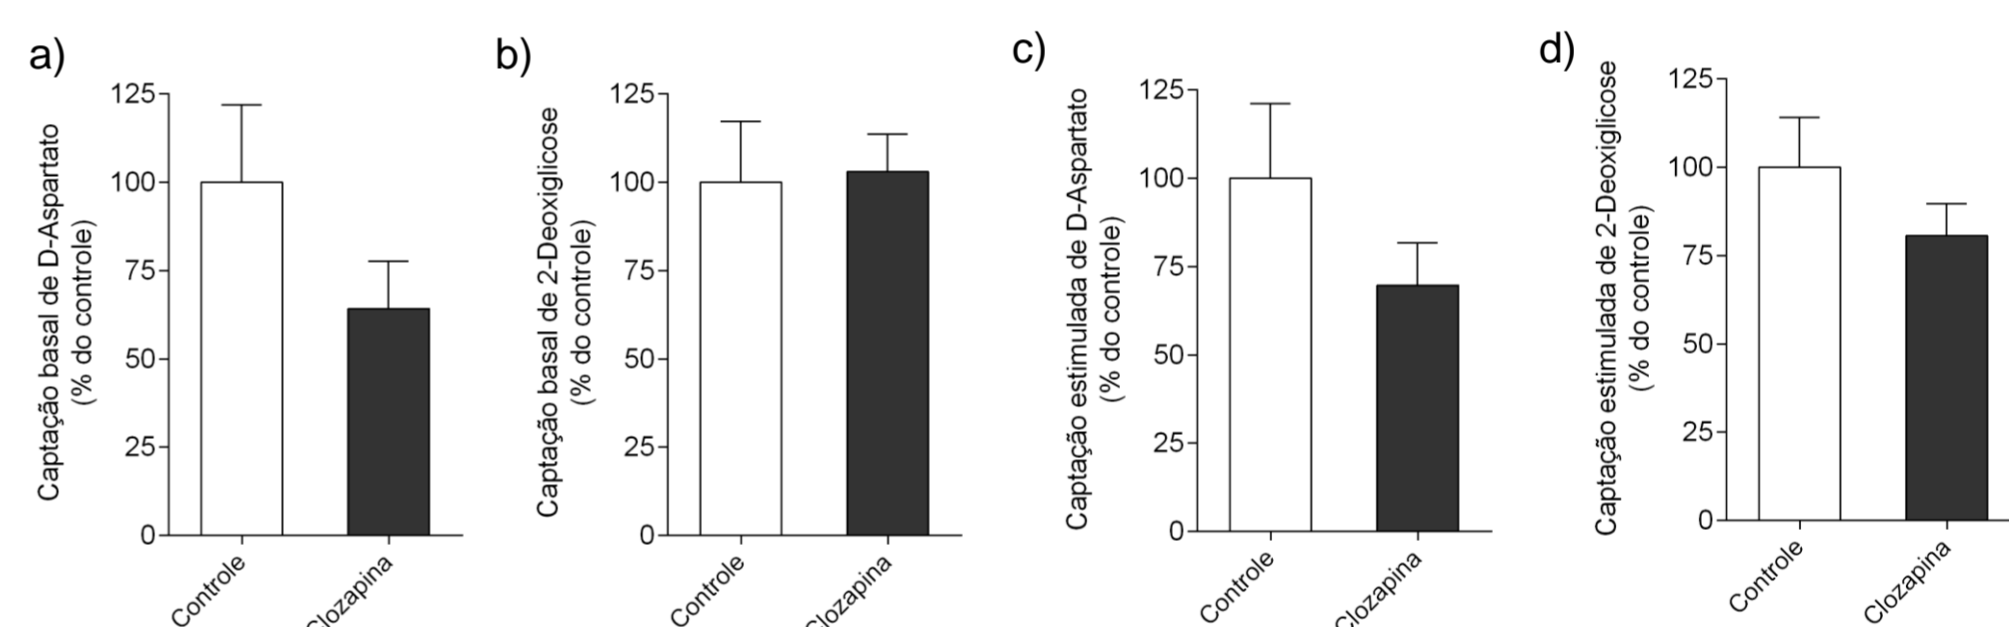 a)
Captação basal de D-Aspartato
(% do controle)
125
100
75
50
25
0
Controle
Clozapina
b)
Captação basal de 2-Deoxiglicose
(% do controle)
125
100
75
50
25
0
Controle
Clozapina
c)
Captação estimulada de D-Aspartato
(% do controle)
125
100
75
50
25
0
Controle
Clozapina
d)
Captação estimulada de 2-Deoxiglicose
(% do controle)
125
100
75
50
25
0
Controle
Clozapina